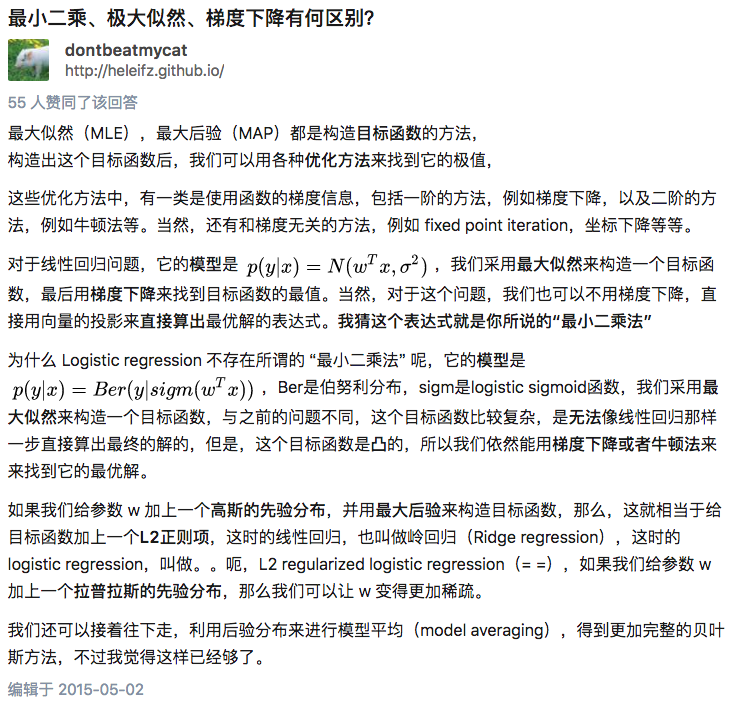 最小二乘、极大似然、梯度下降有何区别?
dontbeatmycat
http://heleifz.github.io/
55 人赞同了该回答
最大似然（MLE），最大后验（MAP）都是构造目标函数的方法，
构造出这个目标函数后，我们可以用各种优化方法来找到它的极值，
这些优化方法中，有一类是使用函数的梯度信息，包括一阶的方法，例如梯度下降，以及二阶的方
法，例如牛顿法等。当然，还有和梯度无关的方法，例如 fixed point iteration，坐标下降等等。
对于线性回归问题，它的模型是 p(y|x) = N(w^T x, σ^2) ，我们采用最大似然来构造一个目标函
数，最后用梯度下降来找到目标函数的最值。当然，对于这个问题，我们也可以不用梯度下降，直
接用向量的投影来直接算出最优解的表达式。我猜这个表达式就是你所说的“最小二乘法”
为什么 Logistic regression 不存在所谓的 “最小二乘法” 呢，它的模型是
p(y|x) = Ber(y|sigm(w^T x)) ，Ber是伯努利分布，sigm是logistic sigmoid函数，我们采用最
大似然来构造一个目标函数，与之前的问题不同，这个目标函数比较复杂，是无法像线性回归那样
一步直接算出最终的解的，但是，这个目标函数是凸的，所以我们依然能用梯度下降或者牛顿法来
来找到它的最优解。
如果我们给参数 w 加上一个高斯的先验分布，并用最大后验来构造目标函数，那么，这就相当于给
目标函数加上一个L2正则项，这时的线性回归，也叫做岭回归（Ridge regression），这时的
logistic regression，叫做。。呃，L2 regularized logistic regression（= =），如果我们给参数 w
加上一个拉普拉斯的先验分布，那么我们可以让 w 变得更加稀疏。
我们还可以接着往下走，利用后验分布来进行模型平均（model averaging），得到更加完整的贝叶
斯方法，不过我觉得这样已经够了。
编辑于 2015-05-02